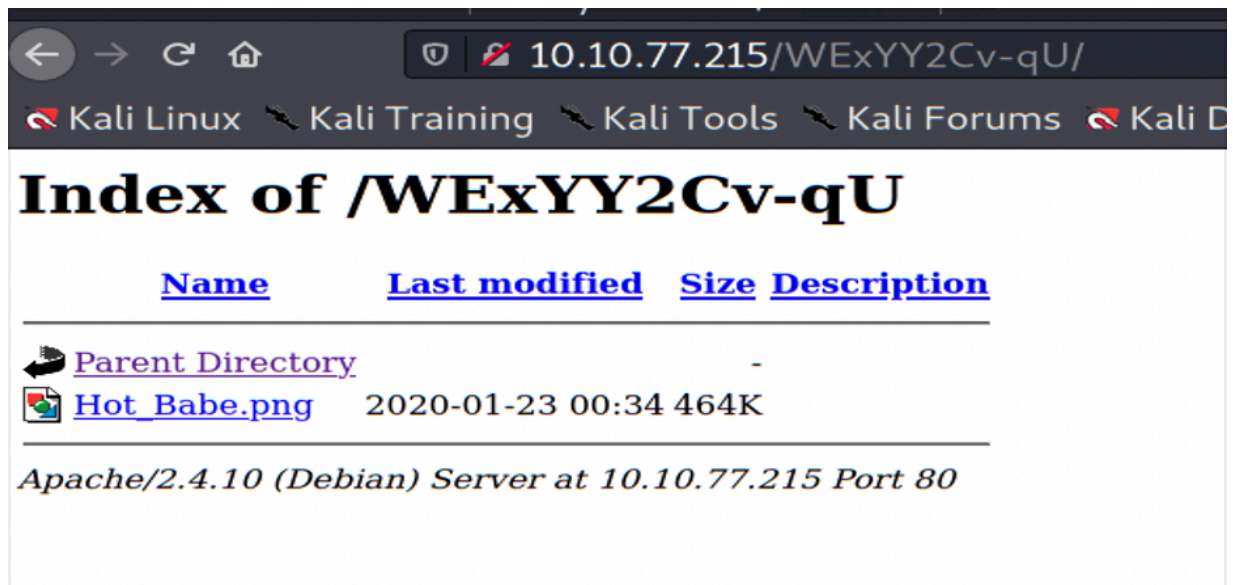 10.10.77.215/WExYY2Cv-qU/
Kali Linux Kali Training Kali Tools Kali Forums Kali D
Index of /WExYY2Cv-qU
Name Last modified Size Description
Parent Directory -
Hot_Babe.png 2020-01-23 00:34 464K
Apache/2.4.10 (Debian) Server at 10.10.77.215 Port 80